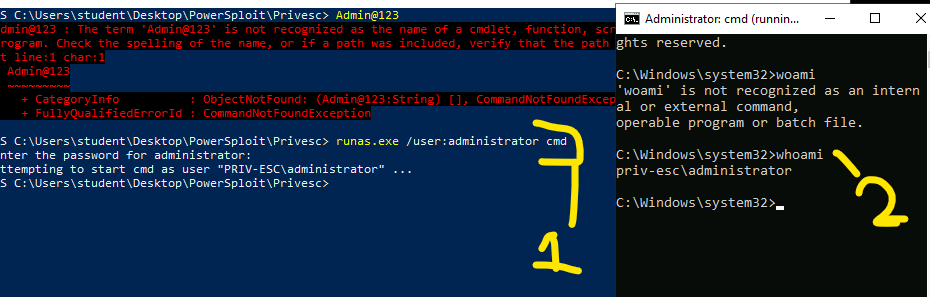 S C:\Users\student\Desktop\PowerSploit\Privesc> Admin@123
dmin@123 : The term 'Admin@123' is not recognized as the name of a cmdlet, function, scr
rogram. Check the spelling of the name, or if a path was included, verify that the path
t line:1 char:1
Admin@123
~~~~~~~~~
+ CategoryInfo : ObjectNotFound: (Admin@123:String) [], CommandNotFoundExcep
+ FullyQualifiedErrorId : CommandNotFoundException
S C:\Users\student\Desktop\PowerSploit\Privesc> runas.exe /user:administrator cmd
nter the password for administrator:
ttempting to start cmd as user "PRIV-ESC\administrator" ...
S C:\Users\student\Desktop\PowerSploit\Privesc>
1
Administrator: cmd (runnin...
ghts reserved.
C:\Windows\system32>woami
'woami' is not recognized as an intern
al or external command,
operable program or batch file.
C:\Windows\system32>whoami
priv-esc\administrator
C:\Windows\system32>
2